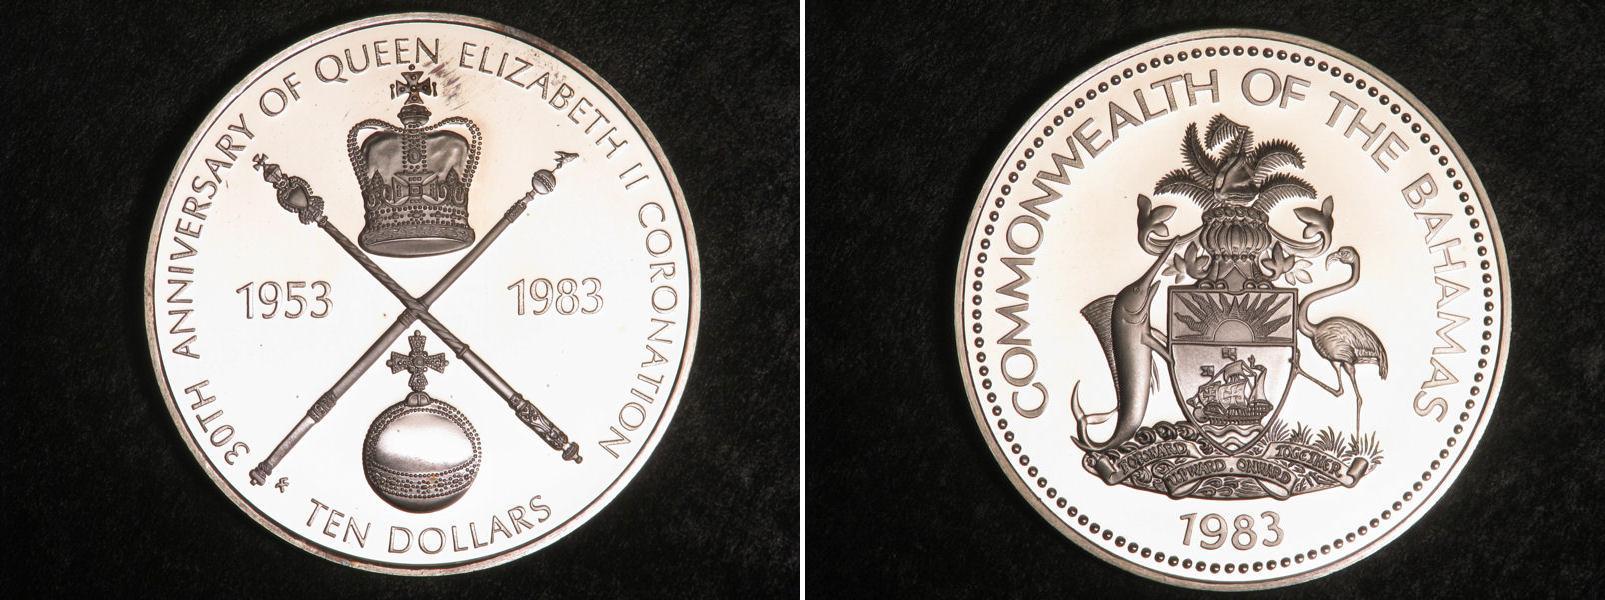 30TH ANNIVERSARY OF QUEEN ELIZABETH II CORONATION
1953
1983
TEN DOLLARS
COMMONWEALTH OF THE BAHAMAS
FORWARD UPWARD ONWARD TOGETHER
1983